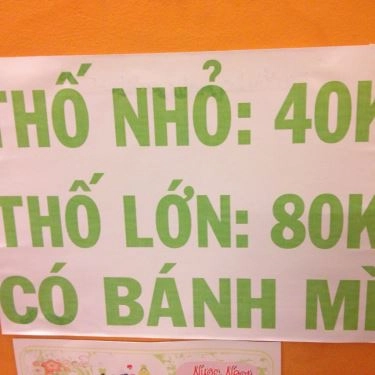 THỐ NHỎ: 40K
THỐ LỚN: 80K
CÓ BÁNH MÌ